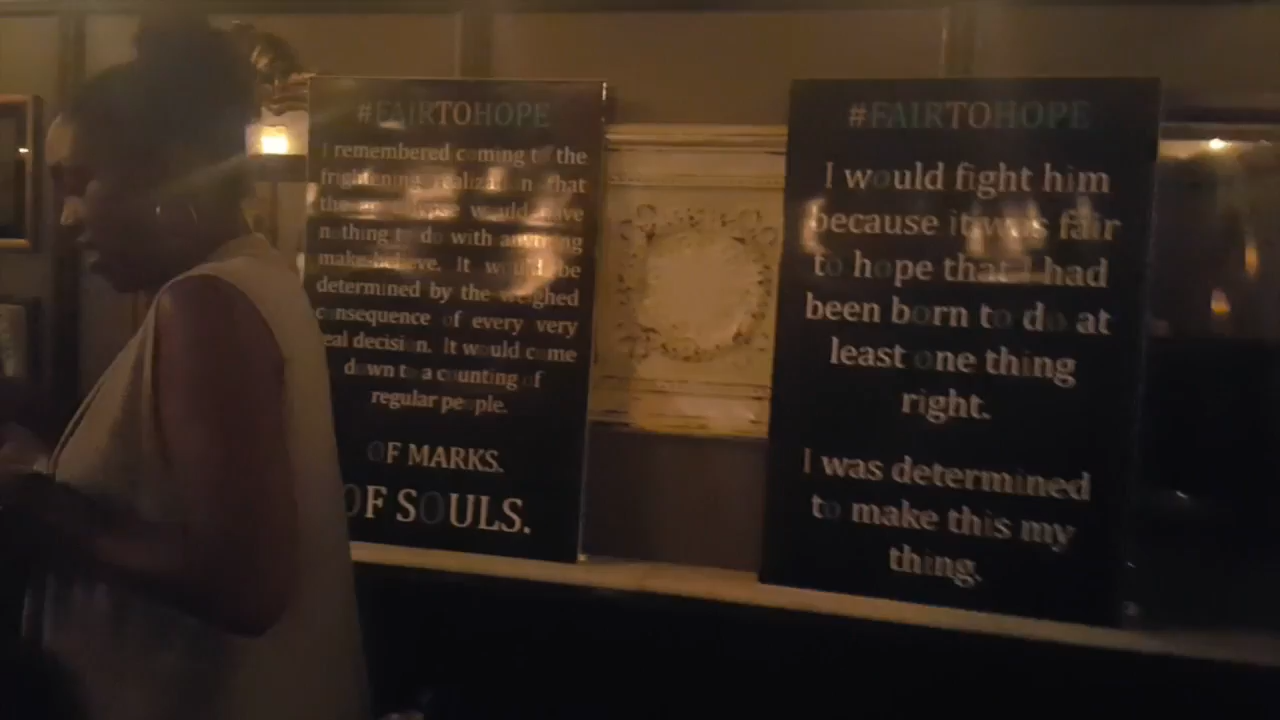 #FAIRTOHOPE
I remembered coming to the
frightening realization that
the would have
nothing to do with anything
make-believe. It would be
determined by the weighed
consequence of every very
real decision. It would come
down to a counting of
regular people.
OF MARKS.
OF SOULS.
#FAIRTOHOPE
I would fight him
because it was fair
to hope that I had
been born to do at
least one thing
right.
I was determined
to make this my
thing.